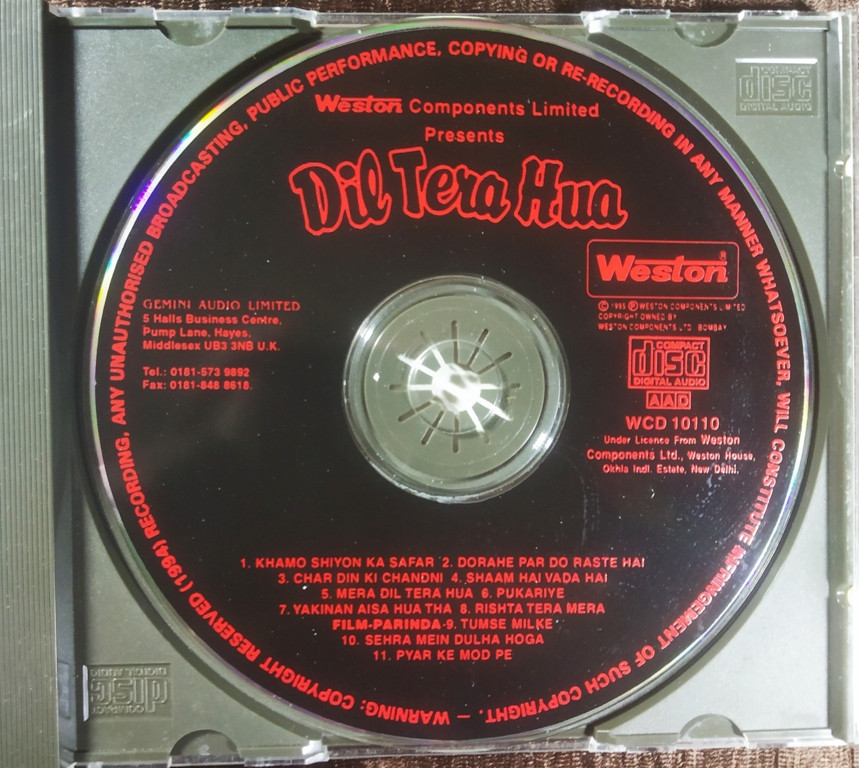 Weston Components Limited
Presents
Dil Tera Hua
Weston®
© 1995 Ⓟ WESTON COMPONENTS LIMITED
COPYRIGHT OWNED BY
WESTON COMPONENTS LTD BOMBAY
COMPACT
disc
DIGITAL AUDIO
AAD
WCD 10110
Under Licence From Weston
Components Ltd., Weston House,
Okhla Indl. Estate, New Delhi.
GEMINI AUDIO LIMITED
5 Halls Business Centre,
Pump Lane, Hayes,
Middlesex UB3 3NB U.K.
Tel.: 0181-573 9892
Fax: 0181-848 8618.
1. KHAMO SHIYON KA SAFAR 2. DORAHE PAR DO RASTE HAI
3. CHAR DIN KI CHANDNI 4. SHAAM HAI VADA HAI
5. MERA DIL TERA HUA 6. PUKARIYE
7. YAKINAN AISA HUA THA 8. RISHTA TERA MERA
FILM-PARINDA-9. TUMSE MILKE
10. SEHRA MEIN DULHA HOGA
11. PYAR KE MOD PE
WARNING: COPYRIGHT RESERVED (1994) RECORDING, ANY UNAUTHORISED BROADCASTING, PUBLIC PERFORMANCE, COPYING OR RE-RECORDING IN ANY MANNER WHATSOEVER, WILL CONSTITUTE INFRINGEMENT OF SUCH COPYRIGHT. –
COMPACT
disc
DIGITAL AUDIO
COMPACT
disc
DIGITAL AUDIO